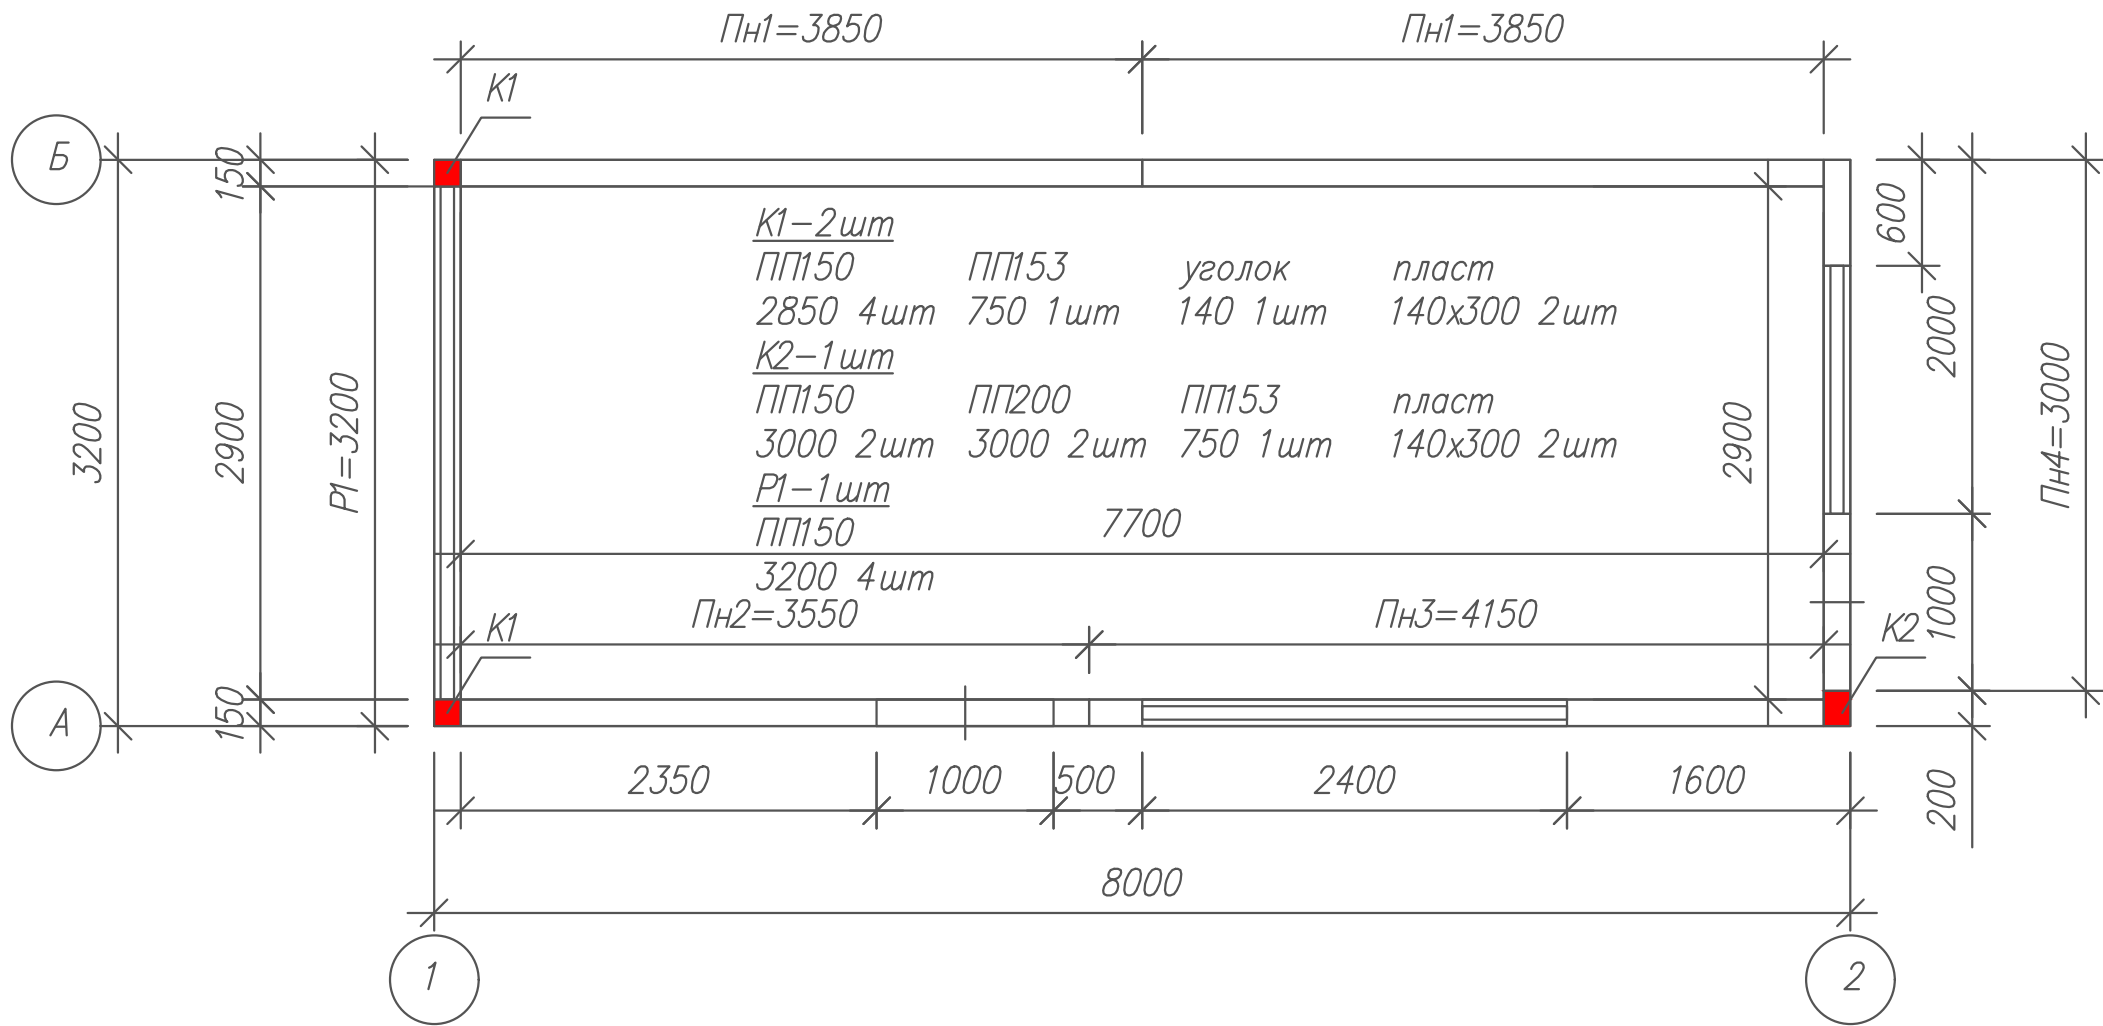 Пн1=3850 Пн1=3850
К1
Б
150
600
К1-2шт
ПП150 ПП153 уголок пласт
2850 4шт 750 1шт 140 1шт 140х300 2шт
К2-1шт
ПП150 ПП200 ПП153 пласт
3000 2шт 3000 2шт 750 1шт 140х300 2шт
Р1-1шт
ПП150
3200 4шт
7700
3200
2900
Р1=3200
2900
2000
Пн4=3000
1000
К1
Пн2=3550 Пн3=4150
К2
А
150
2350 1000 500 2400 1600
200
8000
1 2